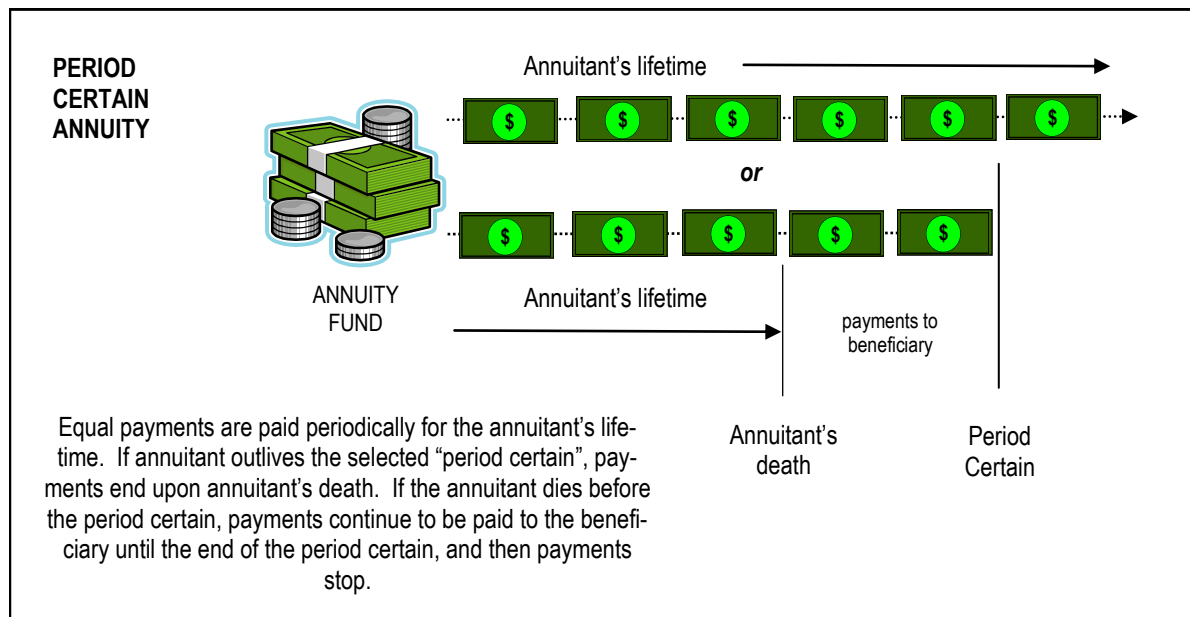 PERIOD
CERTAIN
ANNUITY
Annuitant's lifetime
$ $ $ $ $ $
or
$ $ $ $ $
ANNUITY
FUND
Annuitant's lifetime
payments to
beneficiary
Annuitant's
death
Period
Certain
Equal payments are paid periodically for the annuitant's life-
time. If annuitant outlives the selected “period certain”, pay-
ments end upon annuitant's death. If the annuitant dies before
the period certain, payments continue to be paid to the benefi-
ciary until the end of the period certain, and then payments
stop.